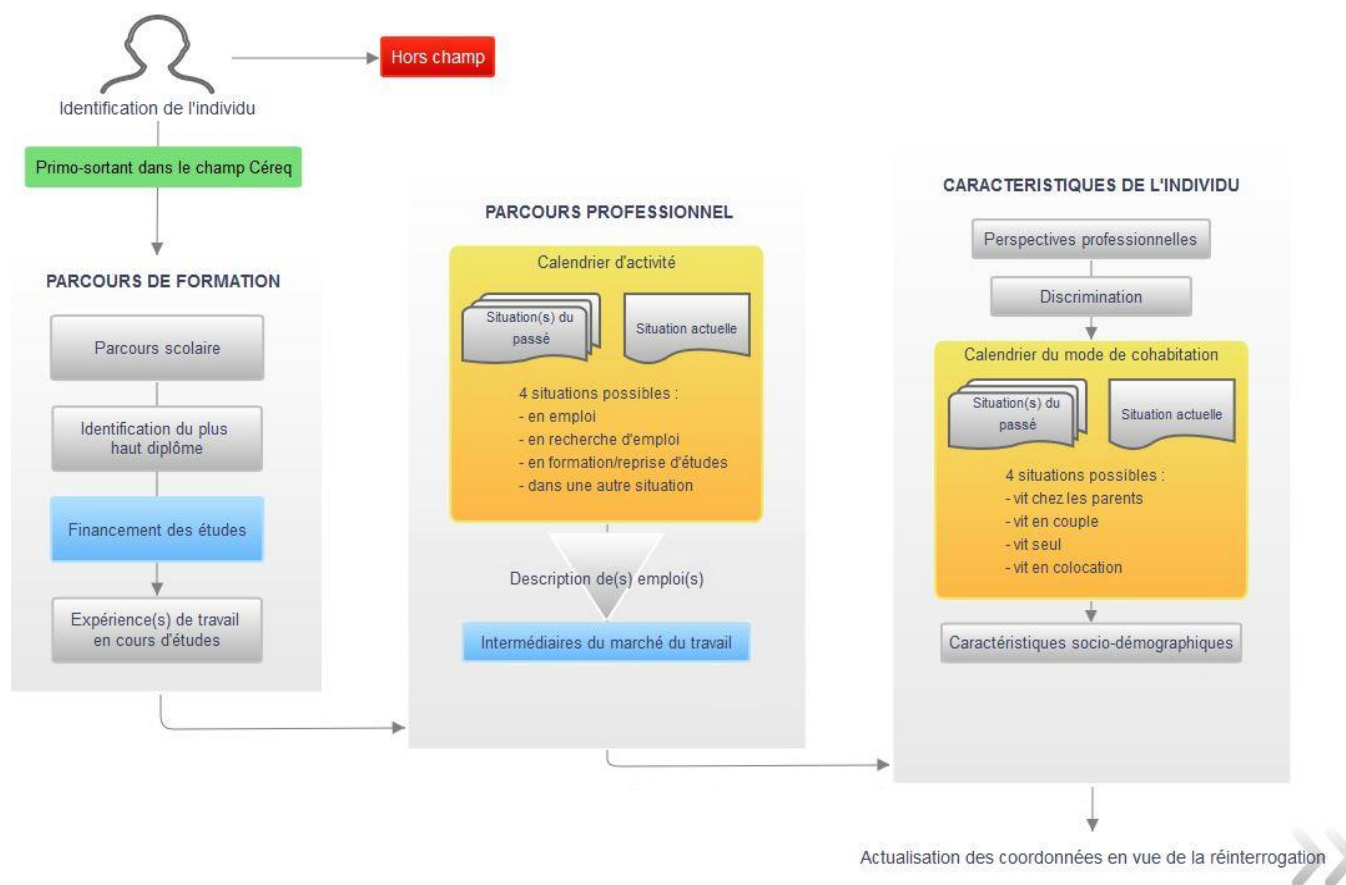 Hors champ
Identification de l'individu
Primo-sortant dans le champ Céreq
PARCOURS DE FORMATION
Parcours scolaire
Identification du plus
haut diplôme
Financement des études
Expérience(s) de travail
en cours d'études
PARCOURS PROFESSIONNEL
Calendrier d'activité
Situation(s) du
passé
Situation actuelle
4 situations possibles :
- en emploi
- en recherche d'emploi
- en formation/reprise d'études
- dans une autre situation
Description de(s) emploi(s)
Intermédiaires du marché du travail
CARACTERISTIQUES DE L'INDIVIDU
Perspectives professionnelles
Discrimination
Calendrier du mode de cohabitation
Situation(s) du
passé
Situation actuelle
4 situations possibles :
- vit chez les parents
- vit en couple
- vit seul
- vit en colocation
Caractéristiques socio-démographiques
Actualisation des coordonnées en vue de la réinterrogation